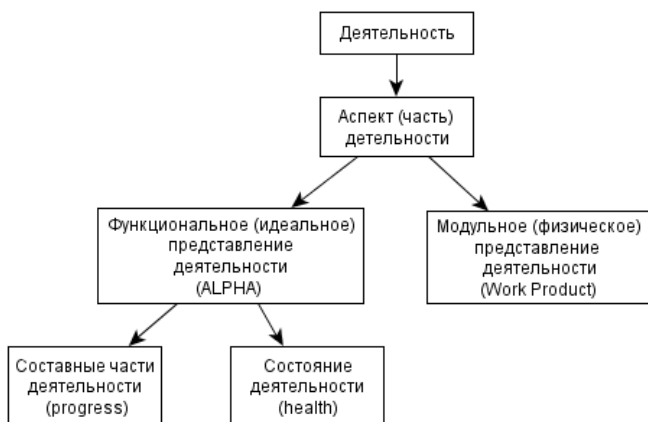 Деятельность
Аспект (часть)
детельности
Функциональное (идеальное)
представление
деятельности
(ALPHA)
Модульное (физическое)
представление
деятельности
(Work Product)
Составные части
деятельности
(progress)
Состояние
деятельности
(health)